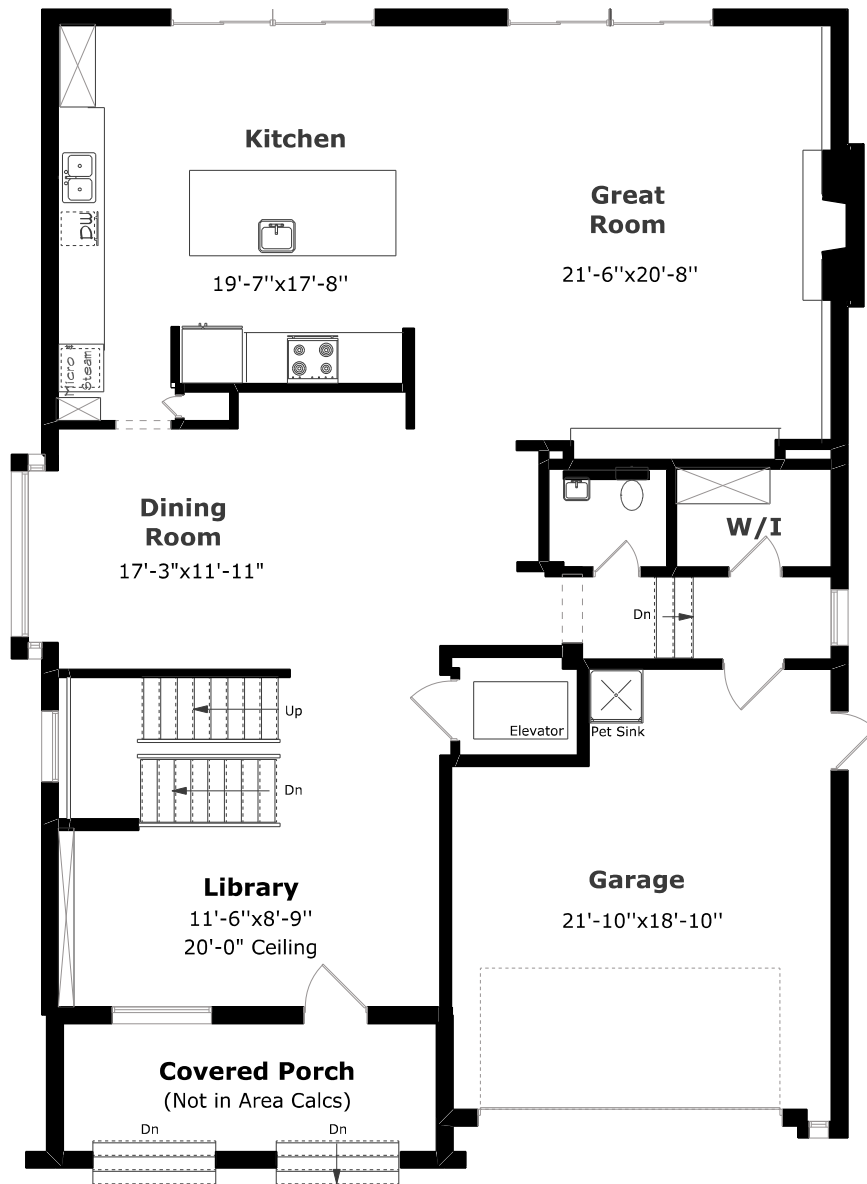 Kitchen
19'-7''x17'-8''
DW
Micro
Steam
Great
Room
21'-6''x20'-8''
Dining
Room
17'-3"x11'-11"
W/I
Dn
Up
Dn
Elevator
Pet Sink
Library
11'-6''x8'-9''
20'-0" Ceiling
Garage
21'-10''x18'-10''
Covered Porch
(Not in Area Calcs)
Dn
Dn